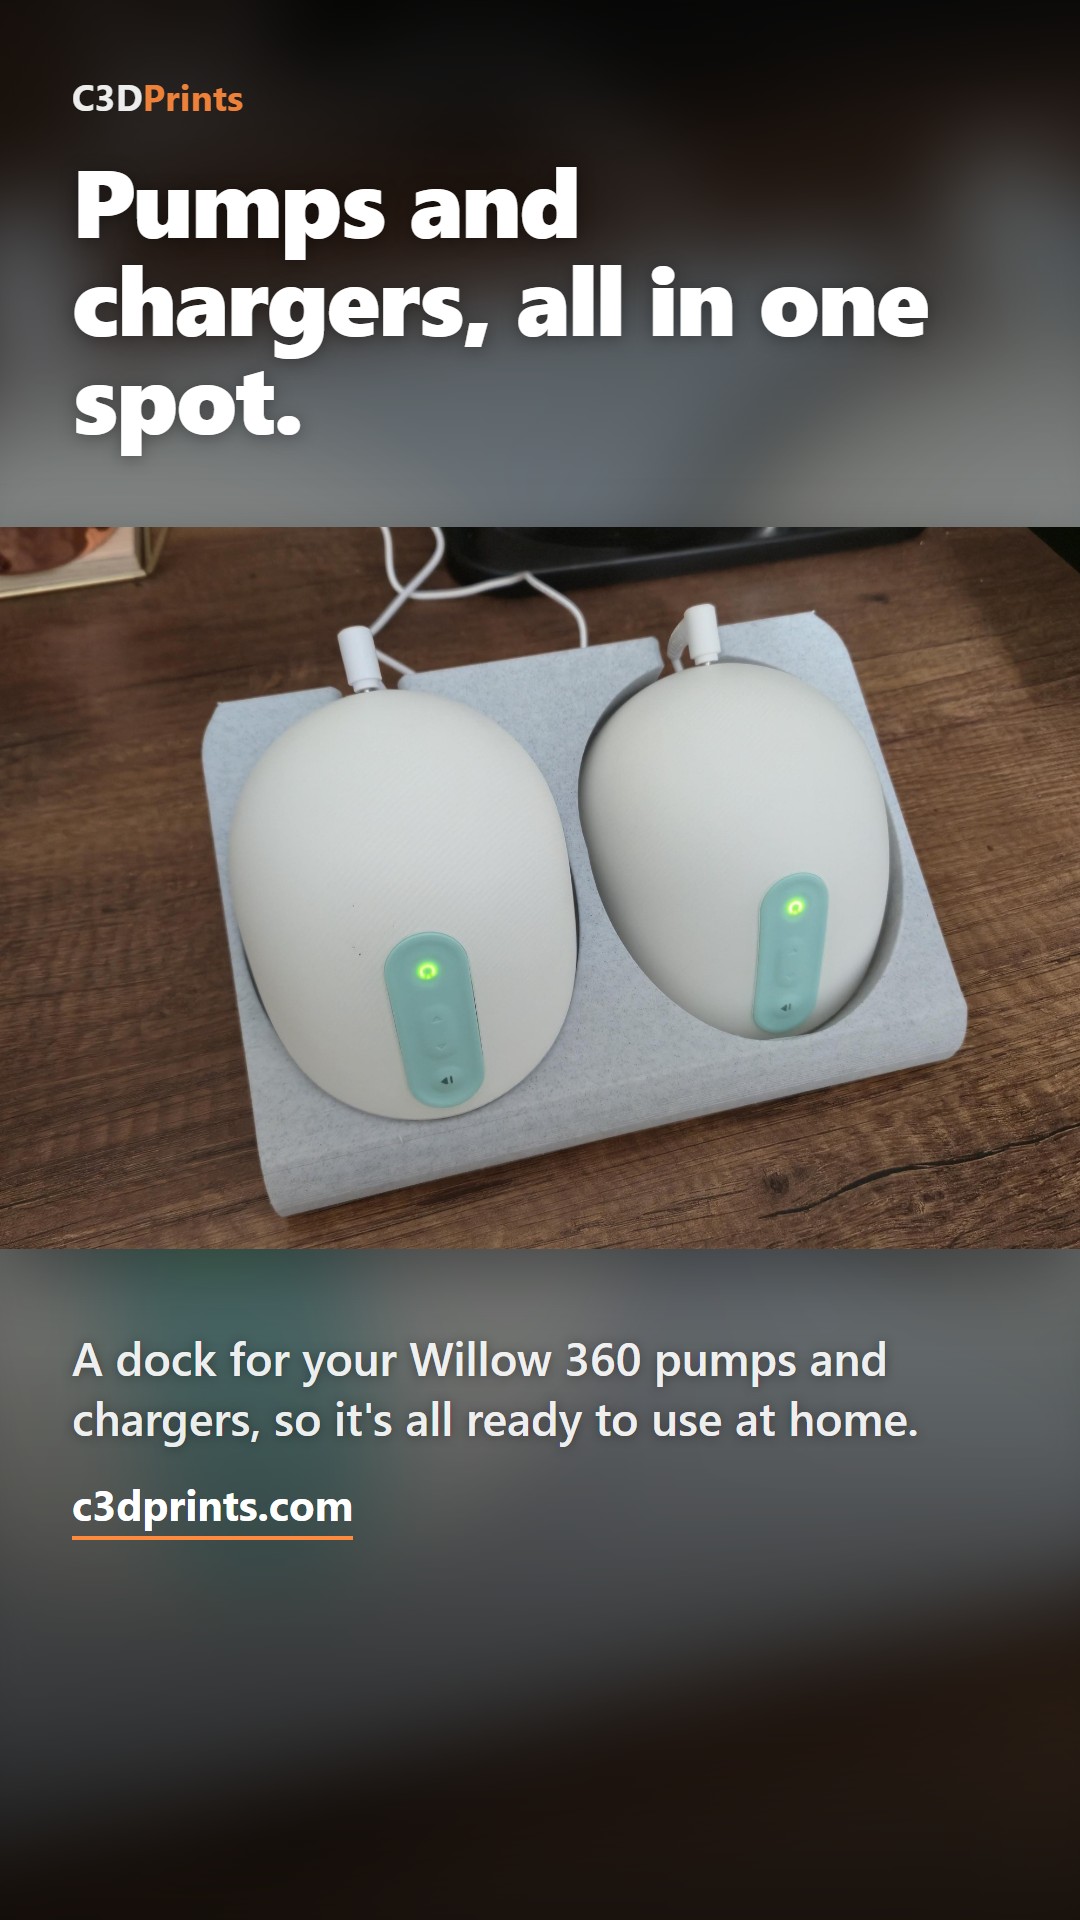 C3DPrints
Pumps and
chargers, all in one
spot.
A dock for your Willow 360 pumps and
chargers, so it's all ready to use at home.
c3dprints.com